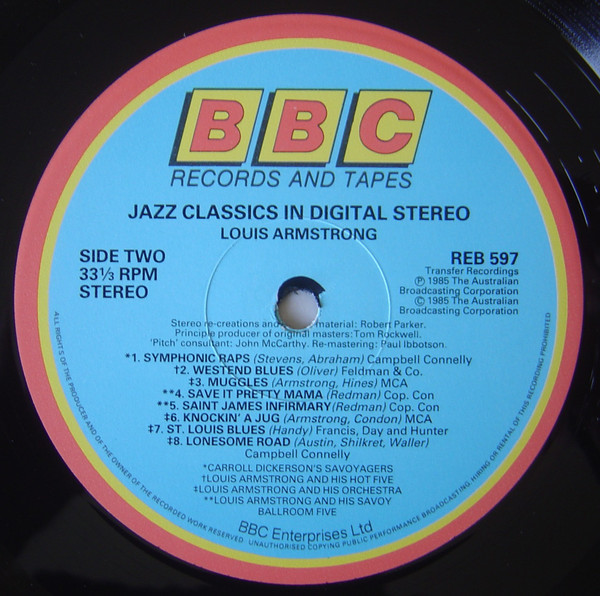 BBC
RECORDS AND TAPES
JAZZ CLASSICS IN DIGITAL STEREO
LOUIS ARMSTRONG
SIDE TWO
33⅓ RPM
STEREO
REB 597
Transfer Recordings
℗ 1985 The Australian
Broadcasting Corporation
© 1985 The Australian
Broadcasting Corporation
Stereo re-creations and material: Robert Parker.
Principle producer of original masters: Tom Rockwell.
'Pitch' consultant: John McCarthy. Re-mastering: Paul Ibbotson.
*1. SYMPHONIC RAPS (Stevens, Abraham) Campbell Connelly
†2. WESTEND BLUES (Oliver) Feldman & Co.
‡3. MUGGLES (Armstrong, Hines) MCA
**4. SAVE IT PRETTY MAMA (Redman) Cop. Con
**5. SAINT JAMES INFIRMARY (Redman) Cop. Con
‡6. KNOCKIN' A JUG (Armstrong, Condon) MCA
‡7. ST. LOUIS BLUES (Handy) Francis, Day and Hunter
‡8. LONESOME ROAD (Austin, Shilkret, Waller)
Campbell Connelly
*CARROLL DICKERSON'S SAVOYAGERS
†LOUIS ARMSTRONG AND HIS HOT FIVE
‡LOUIS ARMSTRONG AND HIS ORCHESTRA
**LOUIS ARMSTRONG AND HIS SAVOY
BALLROOM FIVE
BBC Enterprises Ltd
ALL RIGHTS OF THE PRODUCER AND OF THE OWNER OF THE RECORDED WORK RESERVED. UNAUTHORISED COPYING PUBLIC PERFORMANCE BROADCASTING HIRING OR RENTAL OF THIS RECORDING PROHIBITED